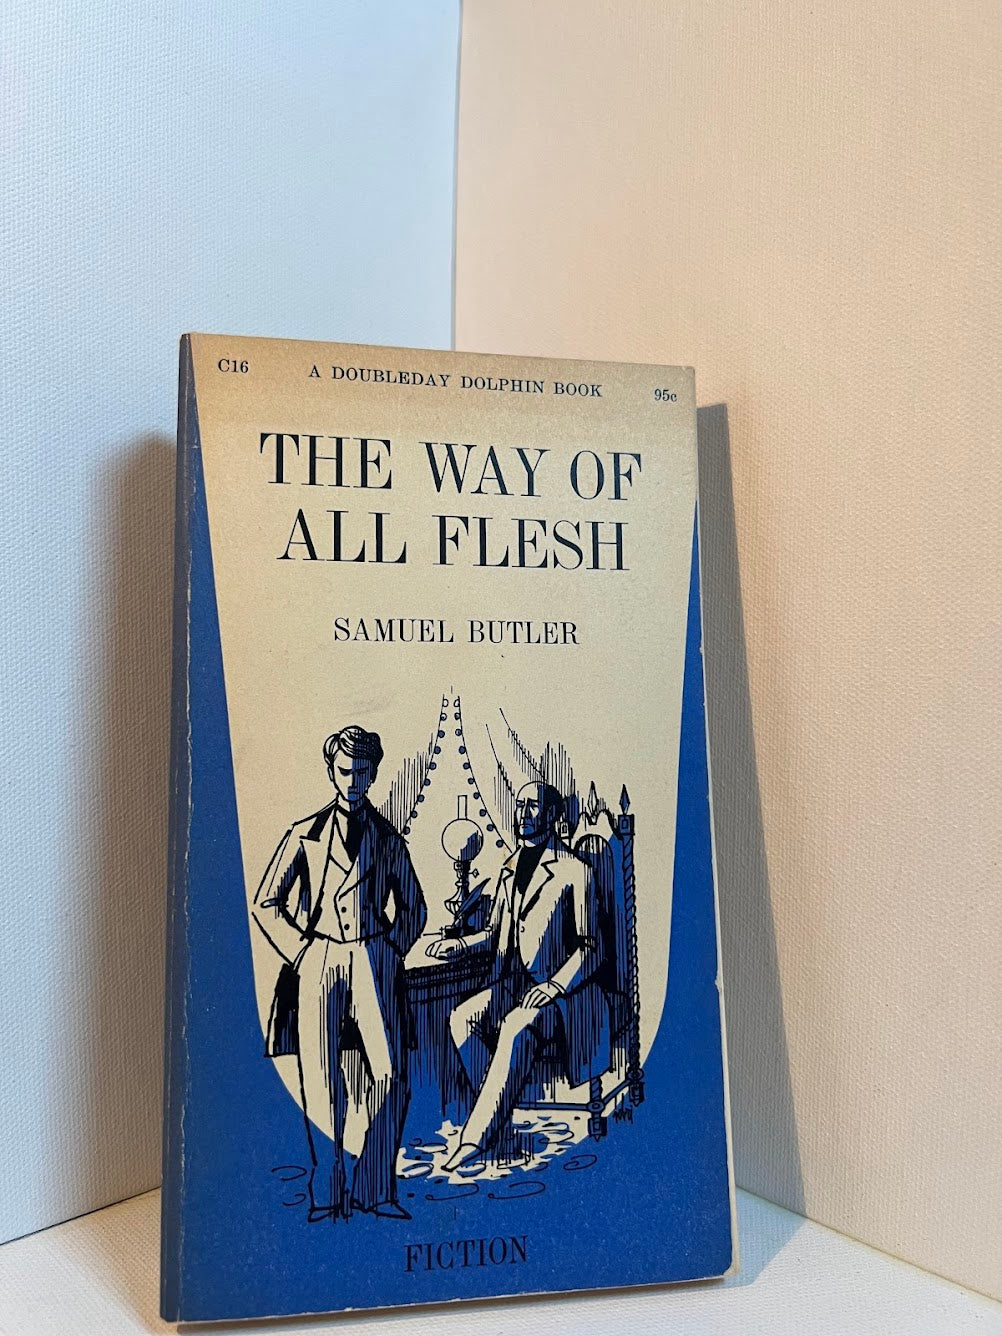 C16
A DOUBLEDAY DOLPHIN BOOK
95c
THE WAY OF
ALL FLESH
SAMUEL BUTLER
FICTION